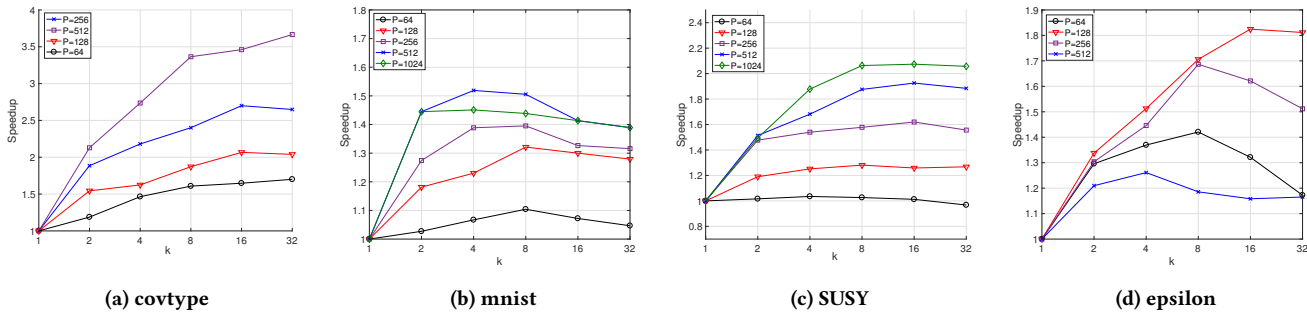 4
3.5
3
2.5
2
1.5
1
Speedup
P=256
P=512
P=128
P=64
1 2 4 8 16 32
k
(a) covtype
1.8
1.7
1.6
1.5
1.4
1.3
1.2
1.1
1
Speedup
P=64
P=128
P=256
P=512
P=1024
1 2 4 8 16 32
k
(b) mnist
2.4
2.2
2.0
1.8
1.6
1.4
1.2
1.0
0.8
Speedup
P=64
P=128
P=256
P=512
P=1024
1 2 4 8 16 32
k
(c) SUSY
1.9
1.8
1.7
1.6
1.5
1.4
1.3
1.2
1.1
1
Speedup
P=64
P=128
P=256
P=512
1 2 4 8 16 32
k
(d) epsilon